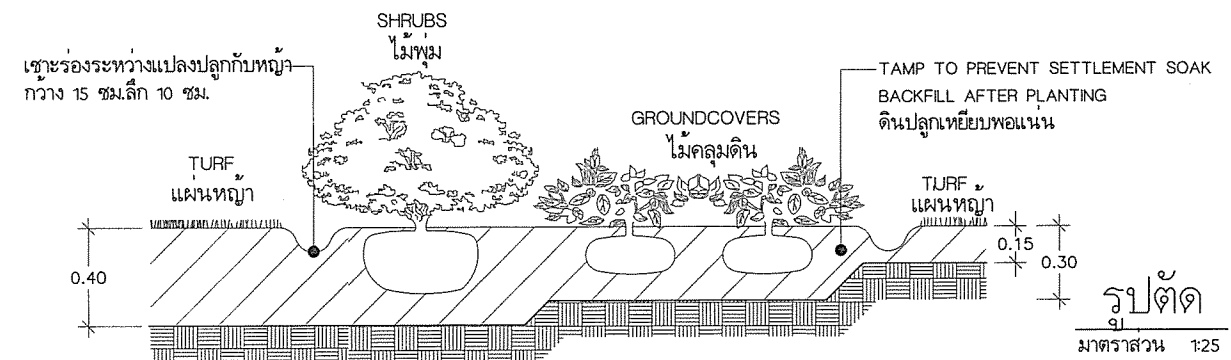 SHRUBS
ไม้พุ่ม
เซาะร่องระหว่างแปลงปลูกกับหญ้า
กว้าง 15 ซม.ลึก 10 ซม.
TAMP TO PREVENT SETTLEMENT SOAK
BACKFILL AFTER PLANTING
ดินปลูกเหยียบพอแน่น
GROUNDCOVERS
ไม้คลุมดิน
TURF
แผ่นหญ้า
TURF
แผ่นหญ้า
0.40
0.15
0.30
รูปตัด
มาตราส่วน 1:25